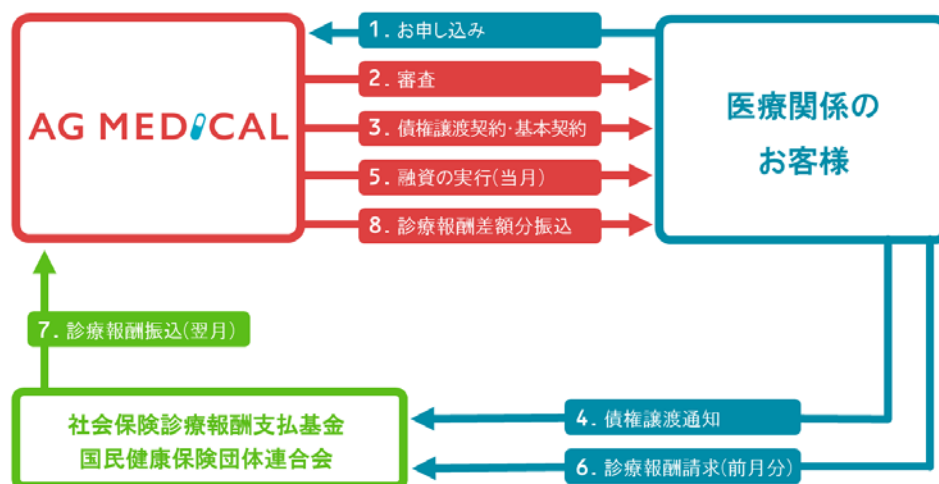 1. お申し込み
2. 審査
AG MEDICAL
3. 債権譲渡契約・基本契約
医療関係の
お客様
5. 融資の実行(当月)
8. 診療報酬差額分振込
7. 診療報酬振込(翌月)
社会保険診療報酬支払基金
国民健康保険団体連合会
4. 債権譲渡通知
6. 診療報酬請求(前月分)